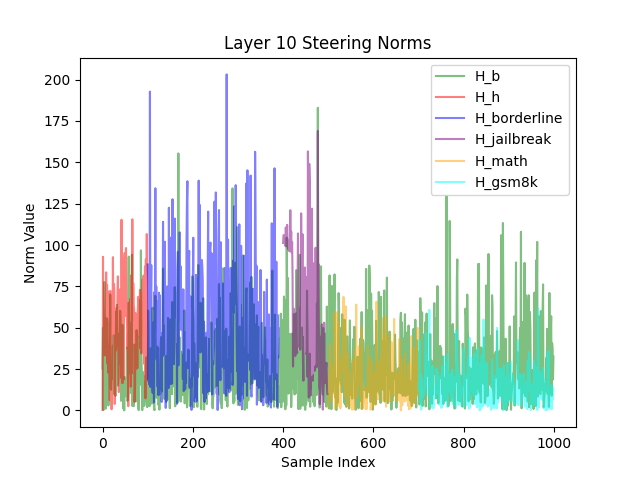 Layer 10 Steering Norms
Norm Value
200
175
150
125
100
75
50
25
0
H_b
H_h
H_borderline
H_jailbreak
H_math
H_gsm8k
0
200
400
600
800
1000
Sample Index